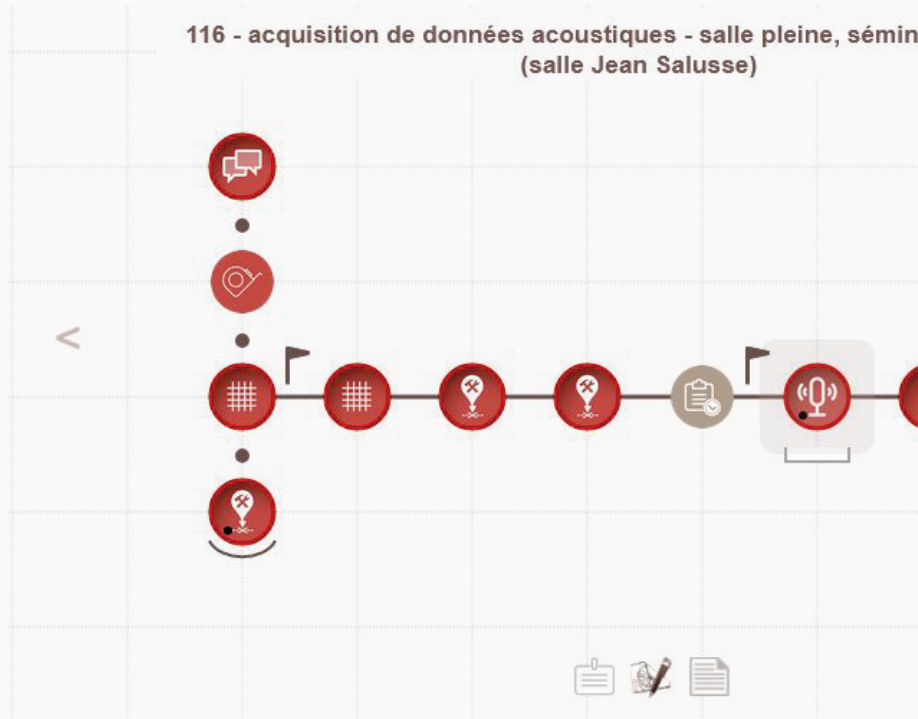 116 - acquisition de données acoustiques - salle pleine, sémin
(salle Jean Salusse)
<